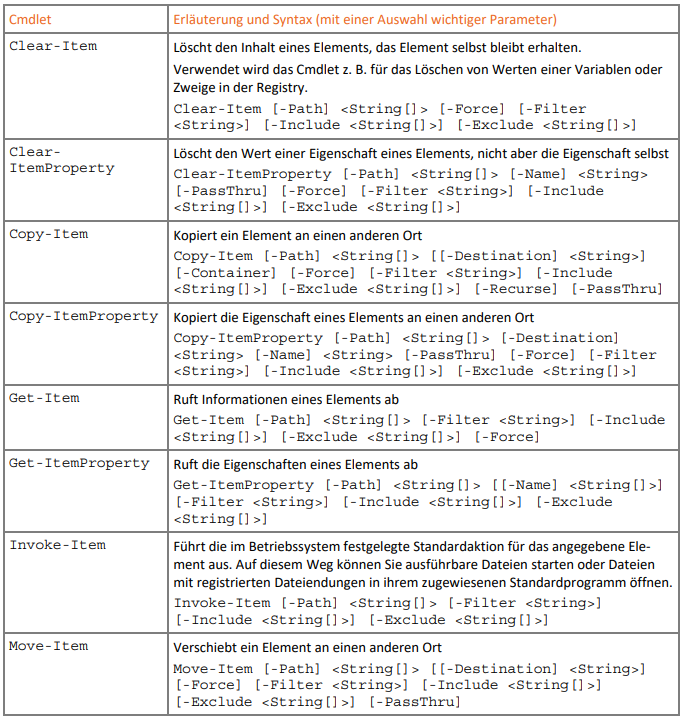 Cmdlet
Erläuterung und Syntax (mit einer Auswahl wichtiger Parameter)
Clear-Item
Löscht den Inhalt eines Elements, das Element selbst bleibt erhalten.
Verwendet wird das Cmdlet z. B. für das Löschen von Werten einer Variablen oder
Zweige in der Registry.
Clear-Item [-Path] <String[]> [-Force] [-Filter
<String>] [-Include <String[]>] [-Exclude <String[]>]
Clear-
ItemProperty
Löscht den Wert einer Eigenschaft eines Elements, nicht aber die Eigenschaft selbst
Clear-ItemProperty [-Path] <String[]> [-Name] <String>
[-PassThru] [-Force] [-Filter <String>] [-Include
<String[]>] [-Exclude <String[]>]
Copy-Item
Kopiert ein Element an einen anderen Ort
Copy-Item [-Path] <String[]> [[-Destination] <String>]
[-Container] [-Force] [-Filter <String>] [-Include
<String[]>] [-Exclude <String[]>] [-Recurse] [-PassThru]
Copy-ItemProperty
Kopiert die Eigenschaft eines Elements an einen anderen Ort
Copy-ItemProperty [-Path] <String[]> [-Destination]
<String> [-Name] <String> [-PassThru] [-Force] [-Filter
<String>] [-Include <String[]>] [-Exclude <String[]>]
Get-Item
Ruft Informationen eines Elements ab
Get-Item [-Path] <String[]> [-Filter <String>] [-Include
<String[]>] [-Exclude <String[]>] [-Force]
Get-ItemProperty
Ruft die Eigenschaften eines Elements ab
Get-ItemProperty [-Path] <String[]> [[-Name] <String[]>]
[-Filter <String>] [-Include <String[]>] [-Exclude
<String[]>]
Invoke-Item
Führt die im Betriebssystem festgelegte Standardaktion für das angegebene Ele-
ment aus. Auf diesem Weg können Sie ausführbare Dateien starten oder Dateien
mit registrierten Dateiendungen in ihrem zugewiesenen Standardprogramm öffnen.
Invoke-Item [-Path] <String[]> [-Filter <String>]
[-Include <String[]>] [-Exclude <String[]>]
Move-Item
Verschiebt ein Element an einen anderen Ort
Move-Item [-Path] <String[]> [[-Destination] <String>]
[-Force] [-Filter <String>] [-Include <String[]>]
[-Exclude <String[]>] [-PassThru]